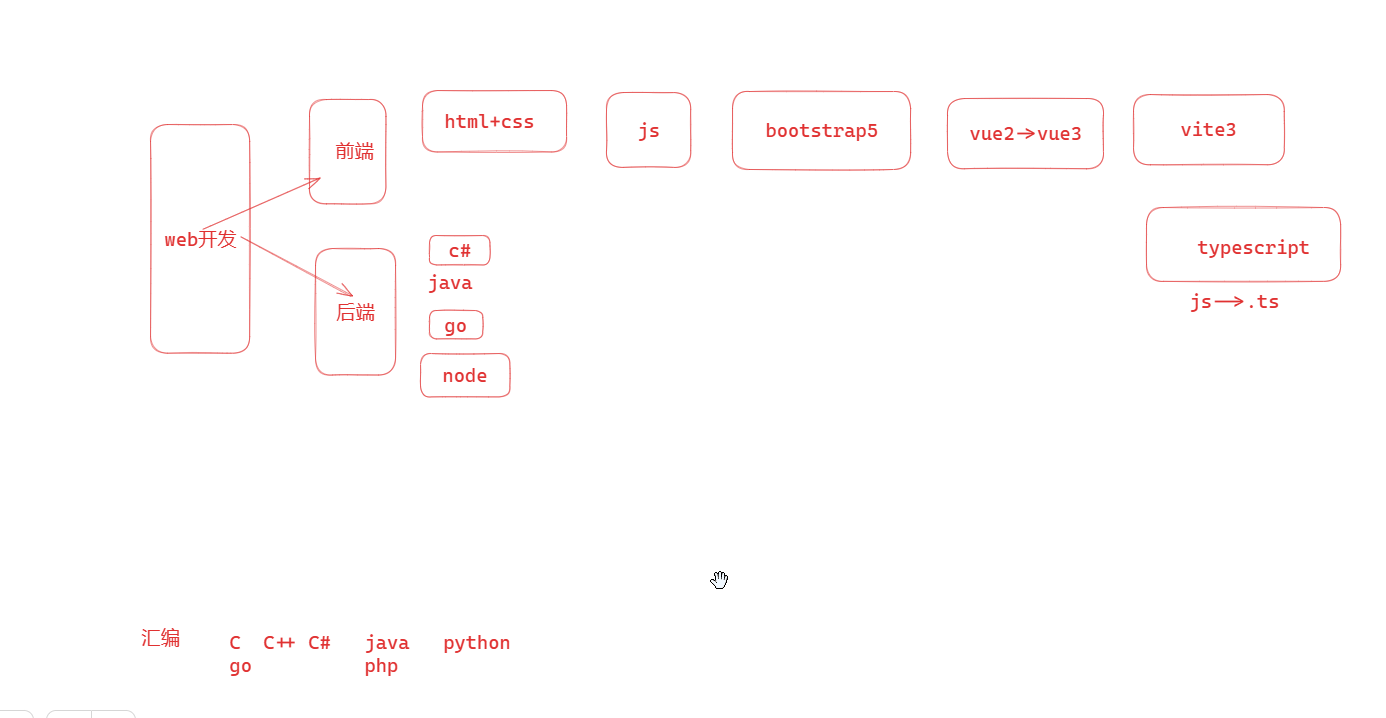 html+css
js
bootstrap5
vue2->vue3
vite3
前端
web开发
后端
c#
java
go
node
typescript
js->.ts
汇编
C C++ C# java python
go php